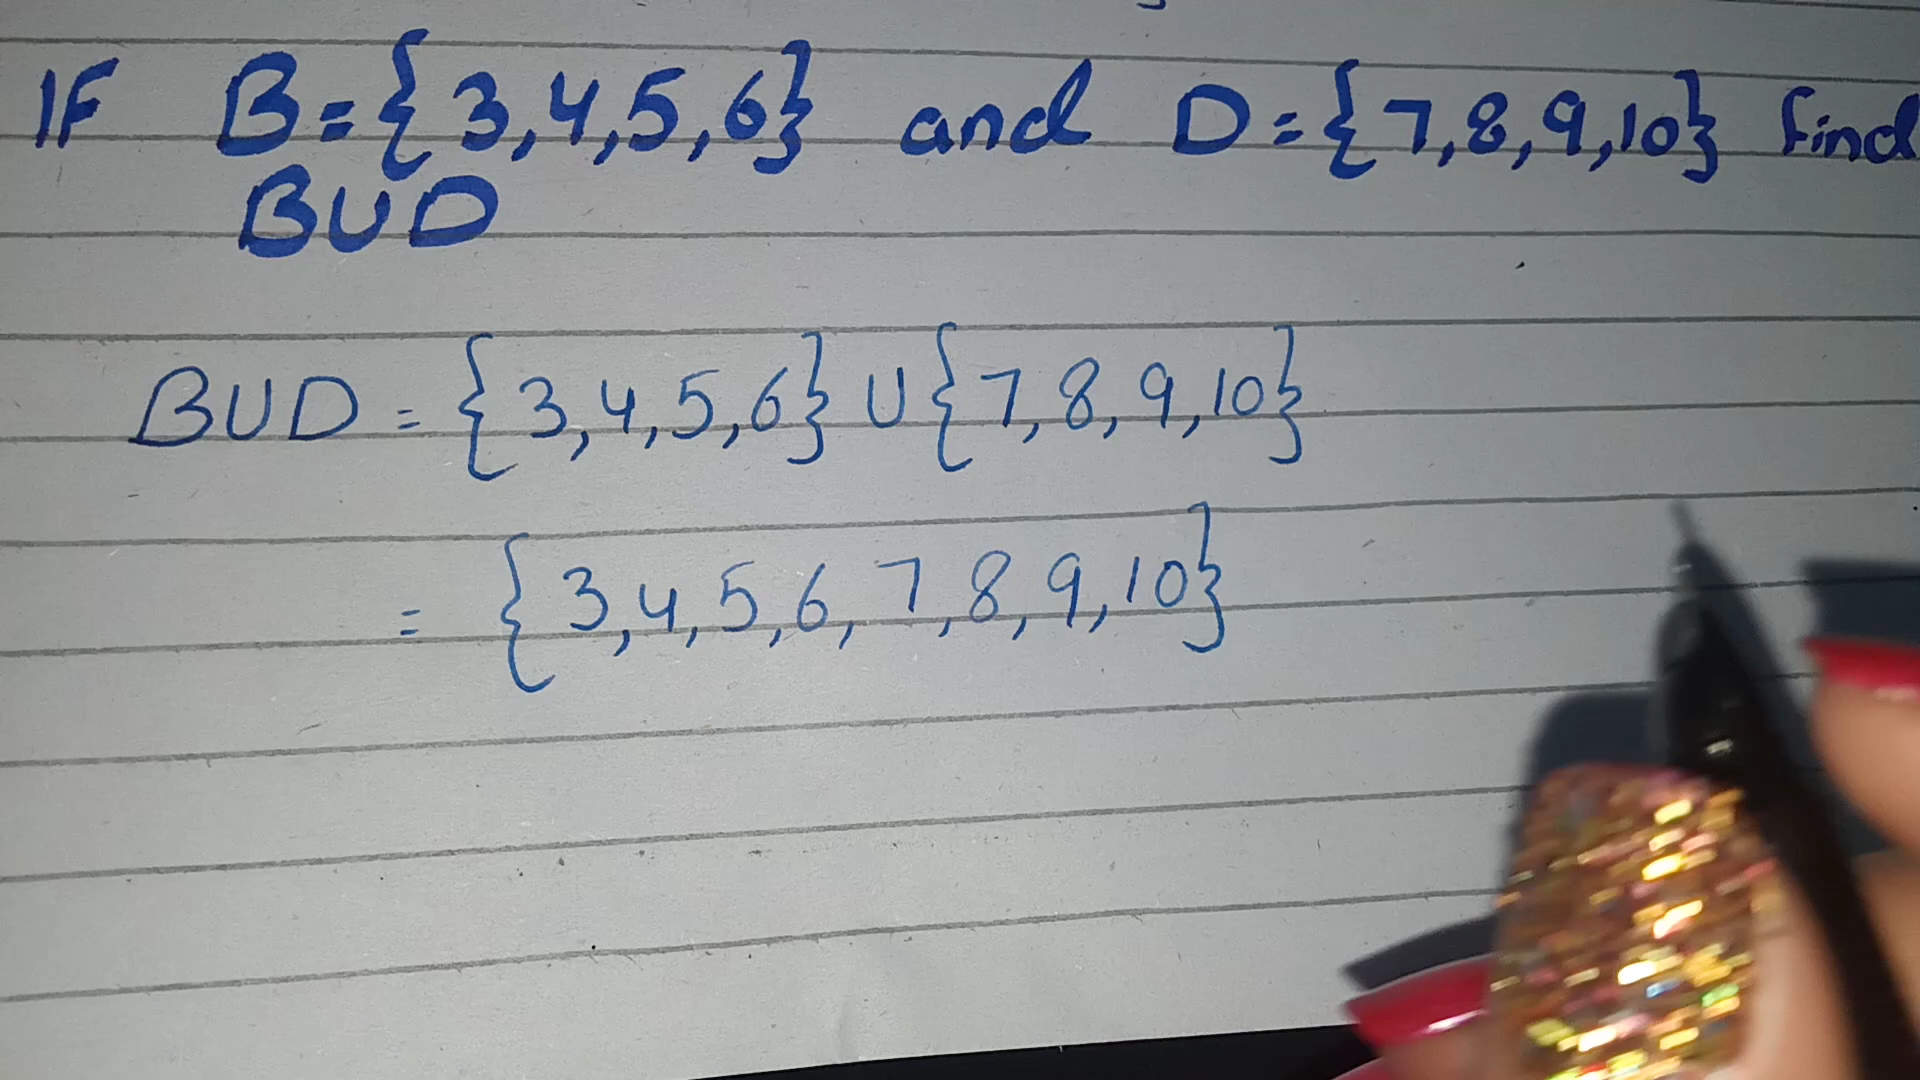 IF B={3,4,5,6} and D={7,8,9,10} Find
BUD
BUD = {3,4,5,6} U {7,8,9,10}
= {3,4,5,6,7,8,9,10}